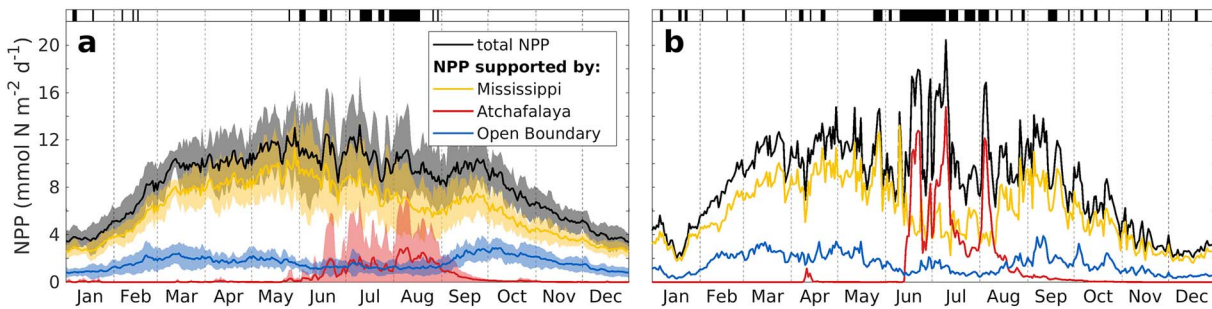 a
b
total NPP
NPP supported by:
Mississippi
Atchafalaya
Open Boundary
NPP (mmol N m⁻² d⁻¹)
20
16
12
8
4
0
Jan Feb Mar Apr May Jun Jul Aug Sep Oct Nov Dec
Jan Feb Mar Apr May Jun Jul Aug Sep Oct Nov Dec